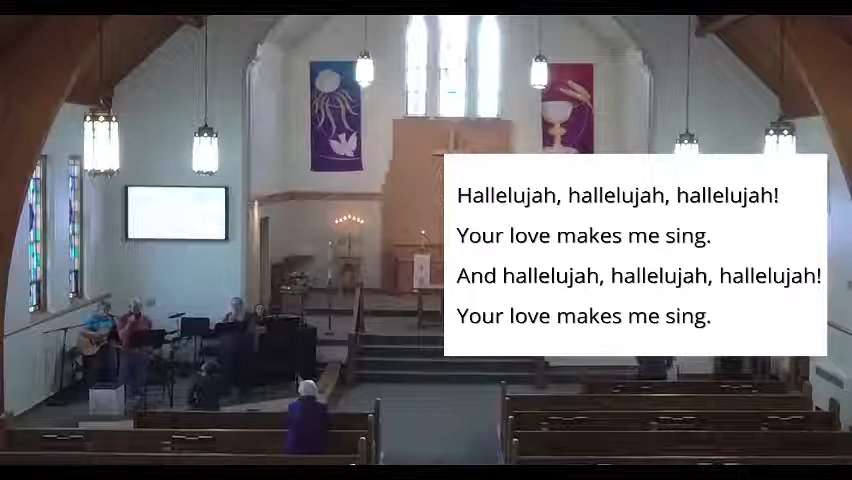 Hallelujah, hallelujah, hallelujah!
Your love makes me sing.
And hallelujah, hallelujah, hallelujah!
Your love makes me sing.